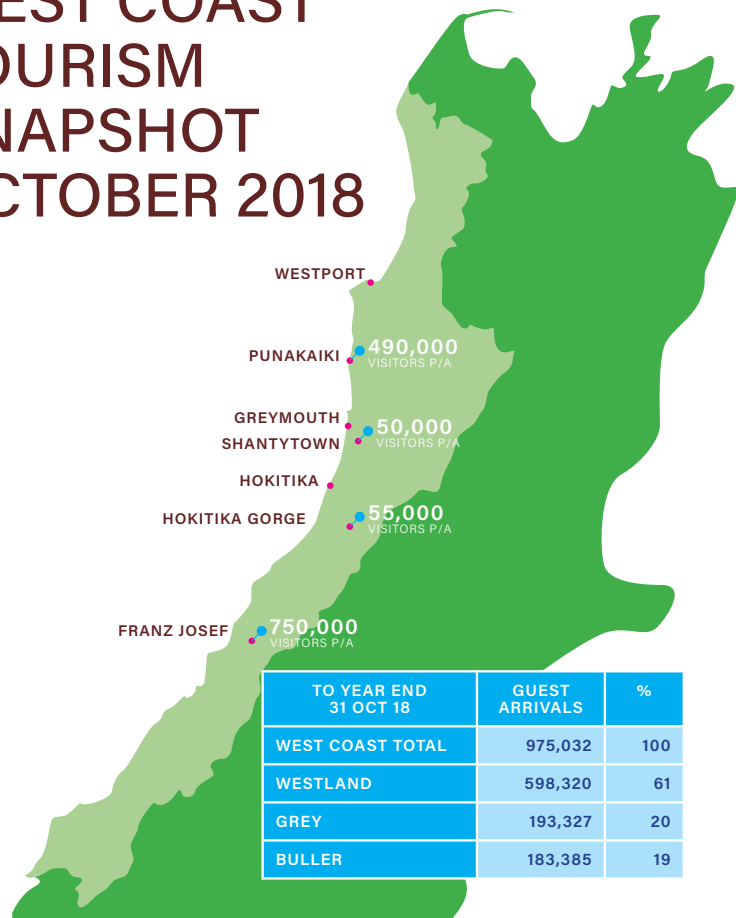 EST COAST
OURISM
NAPSHOT
CTOBER 2018
WESTPORT
PUNAKAIKI
490,000
VISITORS P/A
GREYMOUTH
SHANTYTOWN
50,000
VISITORS P/A
HOKITIKA
HOKITIKA GORGE
55,000
VISITORS P/A
FRANZ JOSEF
750,000
VISITORS P/A
TO YEAR END
31 OCT 18
GUEST
ARRIVALS
%
WEST COAST TOTAL 975,032 100
WESTLAND 598,320 61
GREY 193,327 20
BULLER 183,385 19